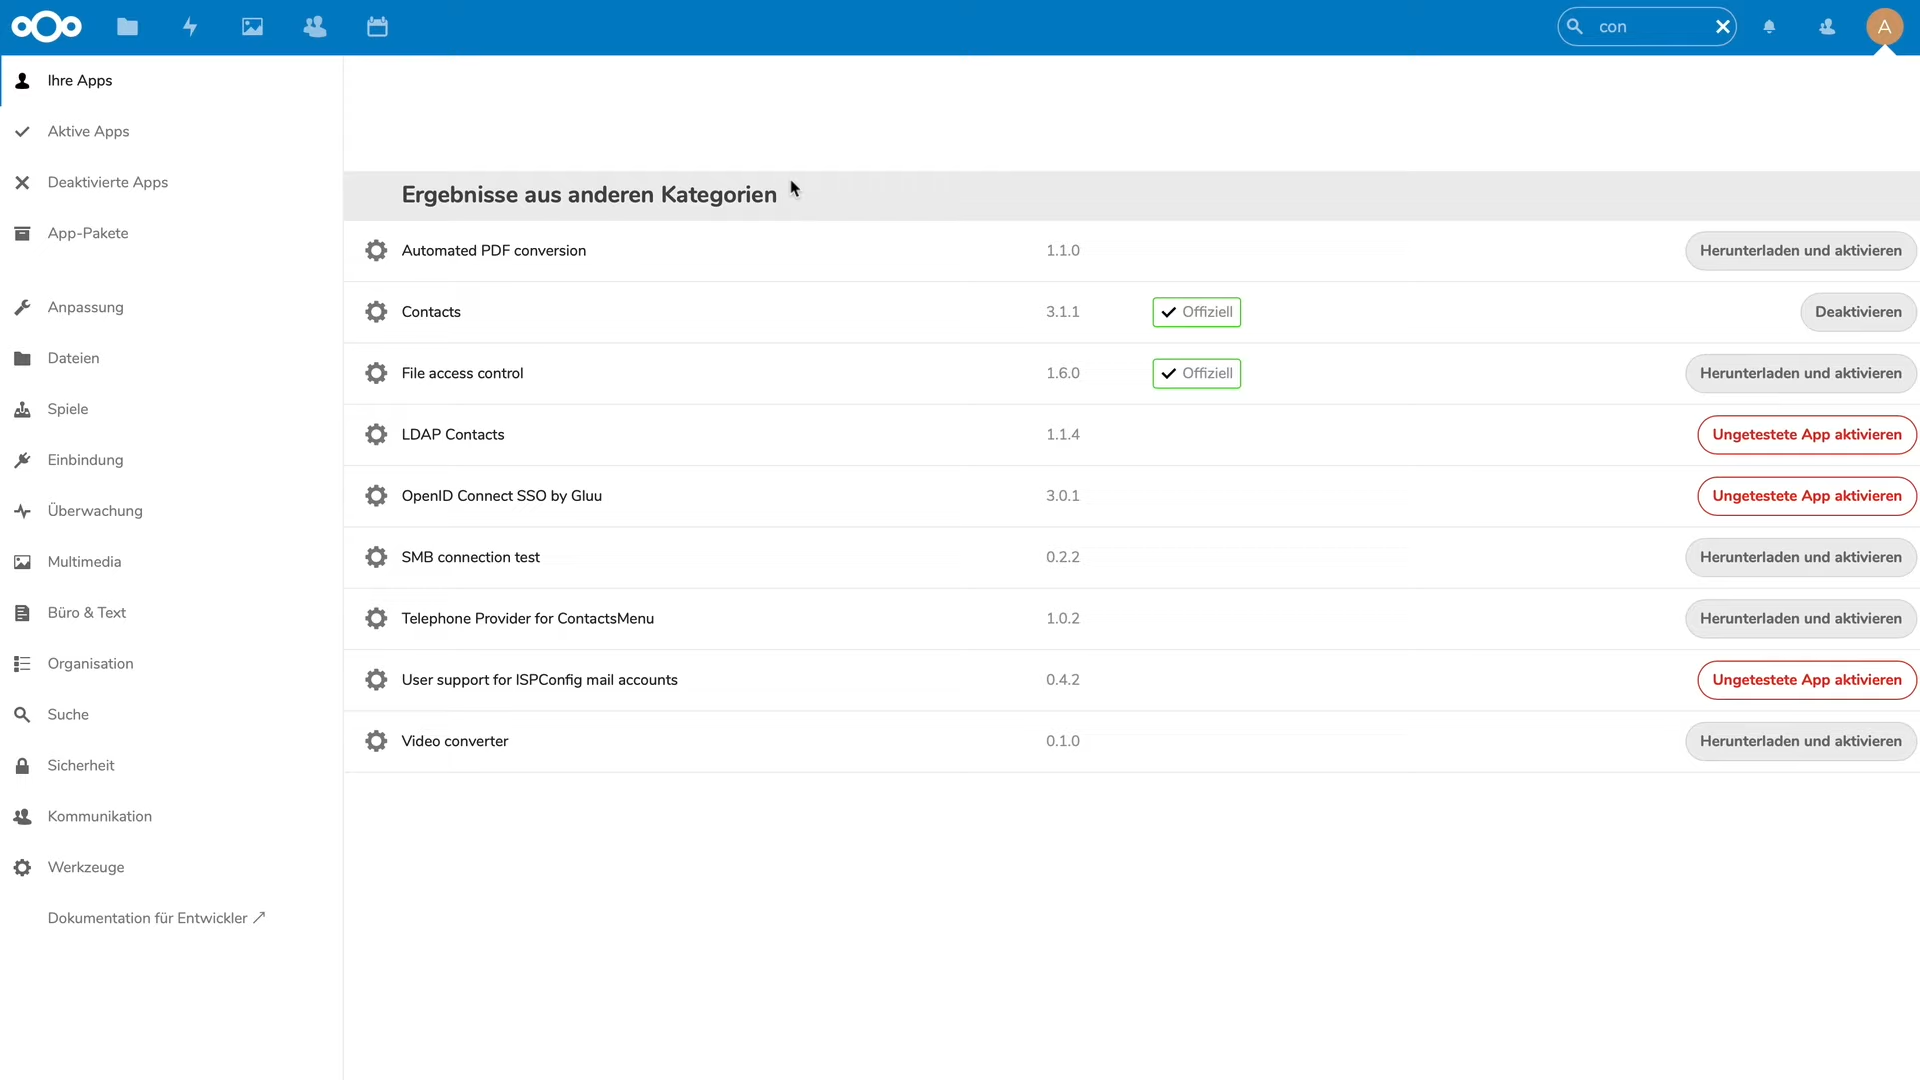 con
A
Ihre Apps
Aktive Apps
Deaktivierte Apps
App-Pakete
Anpassung
Dateien
Spiele
Einbindung
Überwachung
Multimedia
Büro & Text
Organisation
Suche
Sicherheit
Kommunikation
Werkzeuge
Dokumentation für Entwickler ↗
Ergebnisse aus anderen Kategorien
Automated PDF conversion 1.1.0 Herunterladen und aktivieren
Contacts 3.1.1 Offiziell Deaktivieren
File access control 1.6.0 Offiziell Herunterladen und aktivieren
LDAP Contacts 1.1.4 Ungetestete App aktivieren
OpenID Connect SSO by Gluu 3.0.1 Ungetestete App aktivieren
SMB connection test 0.2.2 Herunterladen und aktivieren
Telephone Provider for ContactsMenu 1.0.2 Herunterladen und aktivieren
User support for ISPConfig mail accounts 0.4.2 Ungetestete App aktivieren
Video converter 0.1.0 Herunterladen und aktivieren